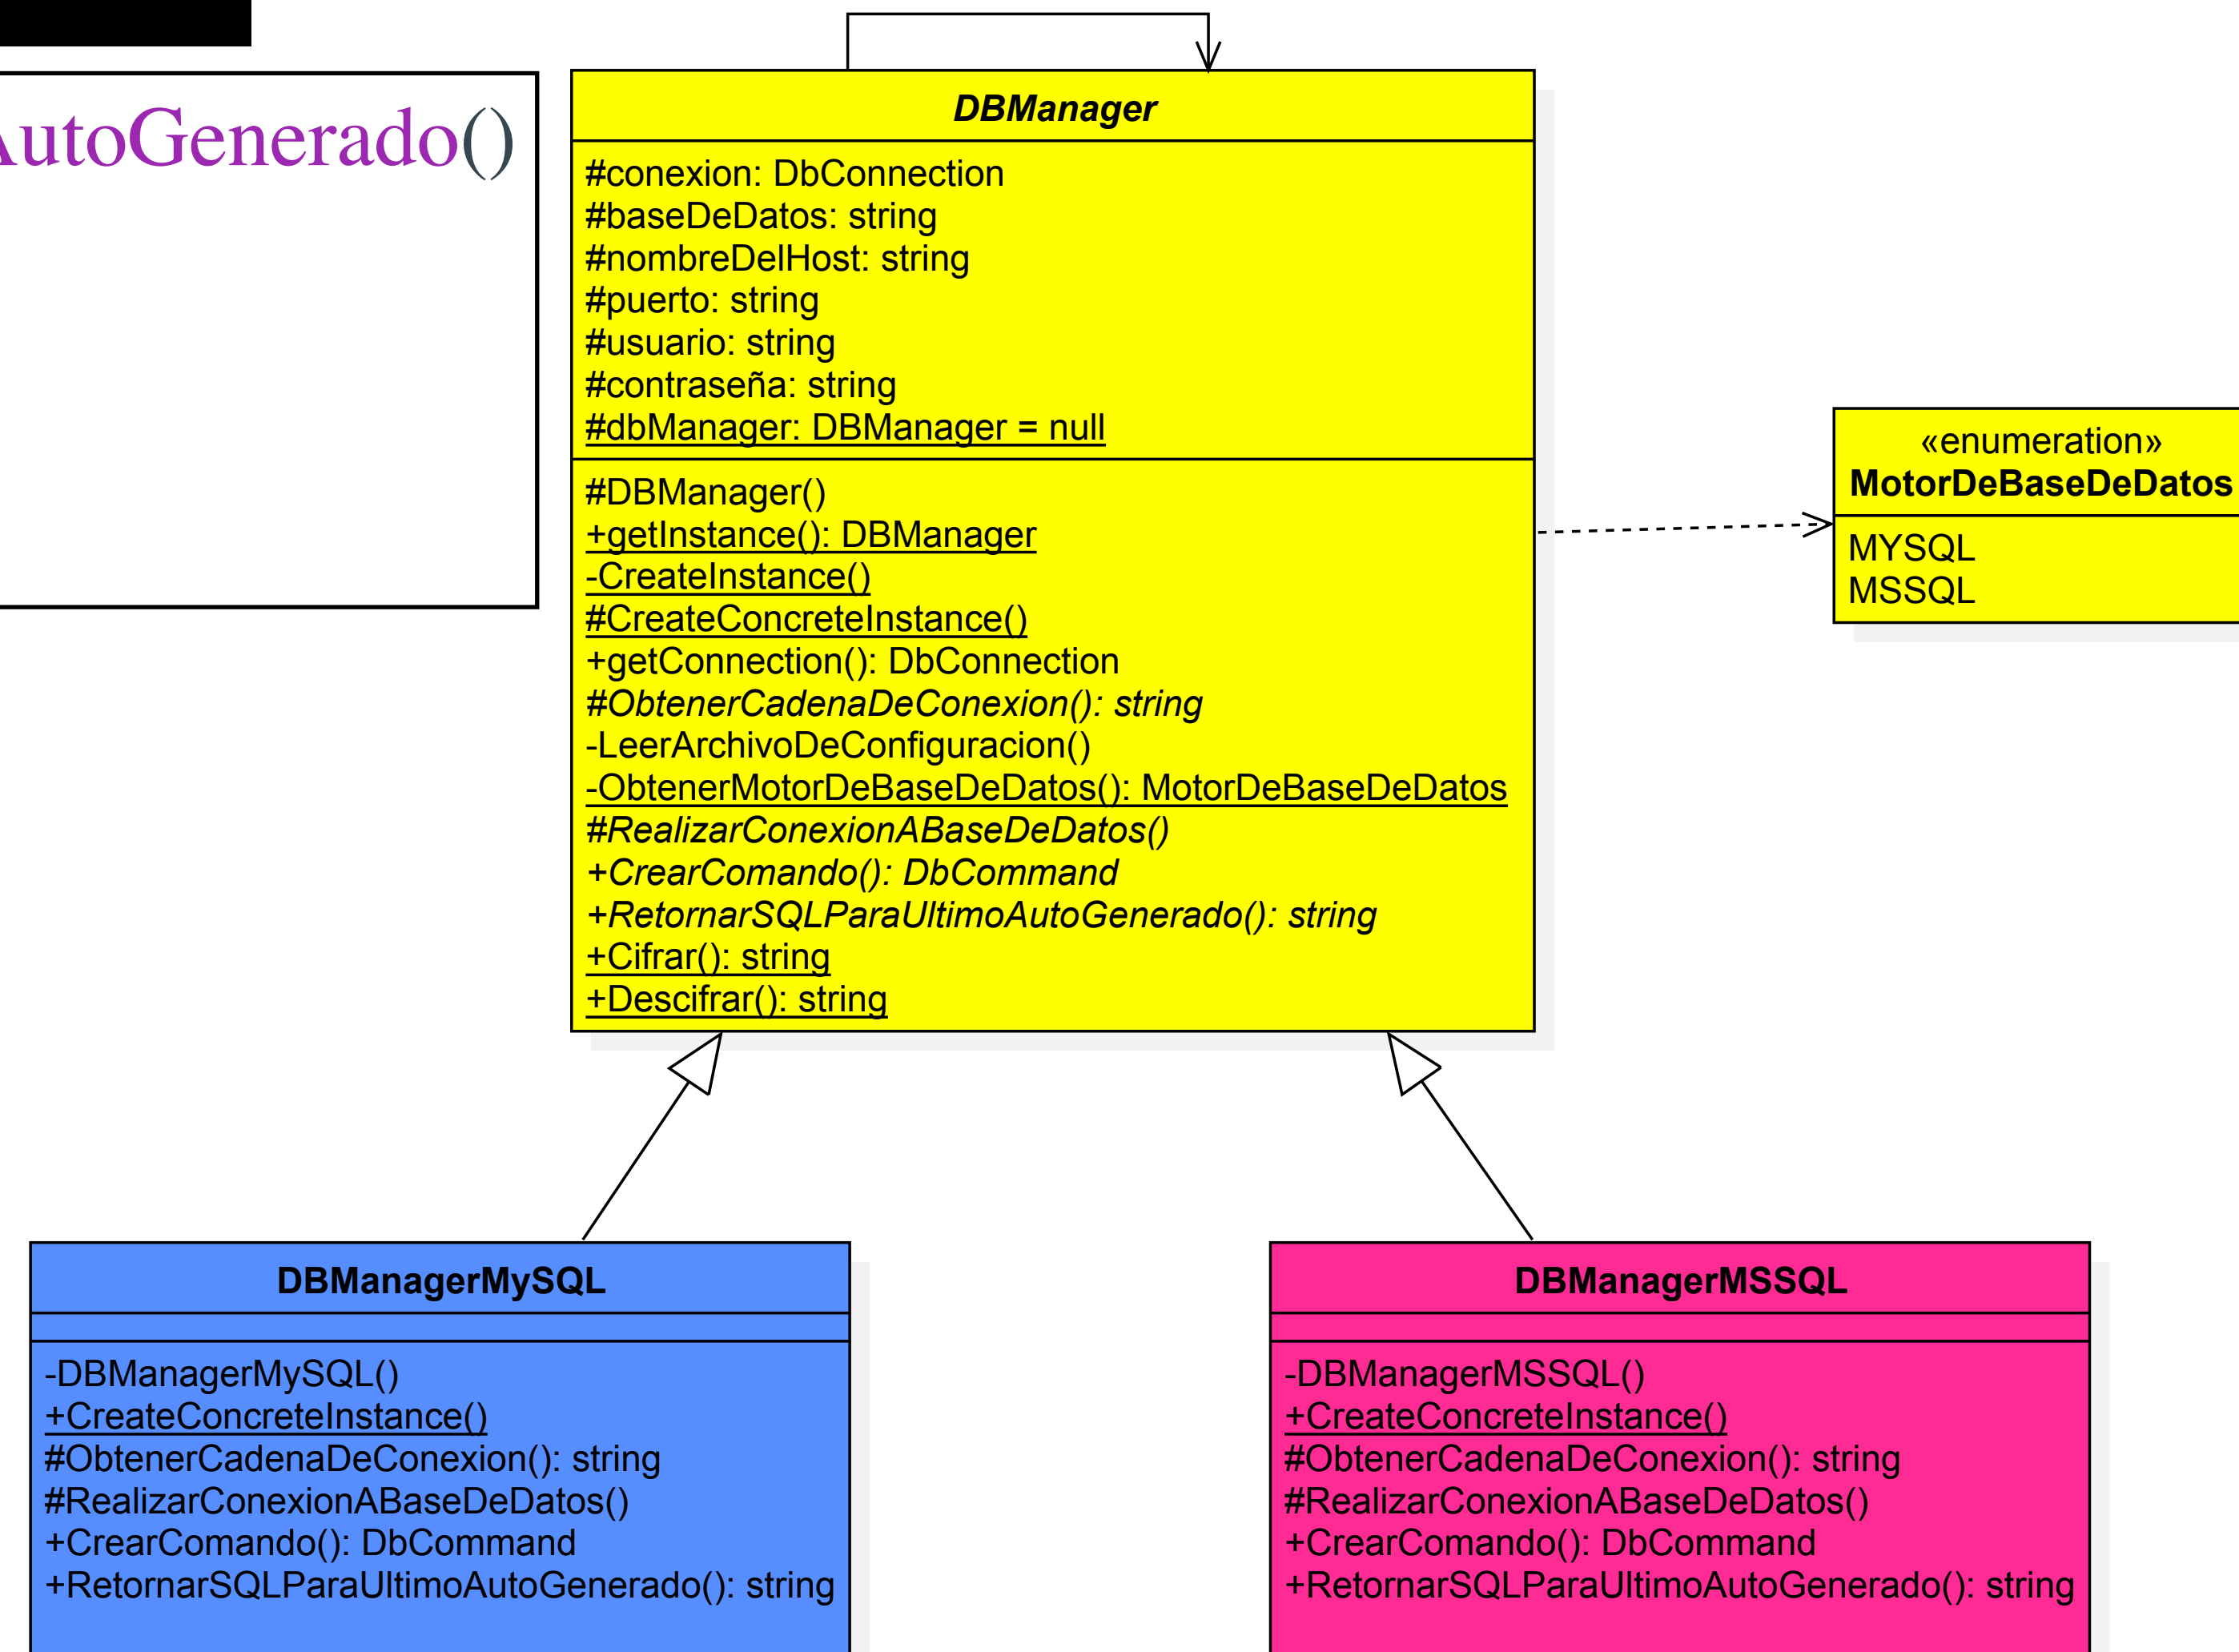 AutoGenerado()
DBManager
#conexion: DbConnection
#baseDeDatos: string
#nombreDelHost: string
#puerto: string
#usuario: string
#contraseña: string
#dbManager: DBManager = null
#DBManager()
+getInstance(): DBManager
-CreateInstance()
#CreateConcreteInstance()
+getConnection(): DbConnection
#ObtenerCadenaDeConexion(): string
-LeerArchivoDeConfiguracion()
-ObtenerMotorDeBaseDeDatos(): MotorDeBaseDeDatos
#RealizarConexionABaseDeDatos()
+CrearComando(): DbCommand
+RetornarSQLParaUltimoAutoGenerado(): string
+Cifrar(): string
+Descifrar(): string
«enumeration»
MotorDeBaseDeDatos
MYSQL
MSSQL
DBManagerMySQL
-DBManagerMySQL()
+CreateConcreteInstance()
#ObtenerCadenaDeConexion(): string
#RealizarConexionABaseDeDatos()
+CrearComando(): DbCommand
+RetornarSQLParaUltimoAutoGenerado(): string
DBManagerMSSQL
-DBManagerMSSQL()
+CreateConcreteInstance()
#ObtenerCadenaDeConexion(): string
#RealizarConexionABaseDeDatos()
+CrearComando(): DbCommand
+RetornarSQLParaUltimoAutoGenerado(): string